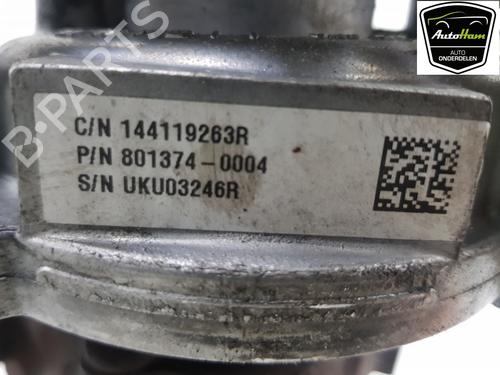 AutoHam
AUTO
ONDERDELEN
B-PARTS
C/N 144119263R
P/N 801374-0004
S/N UKU03246R